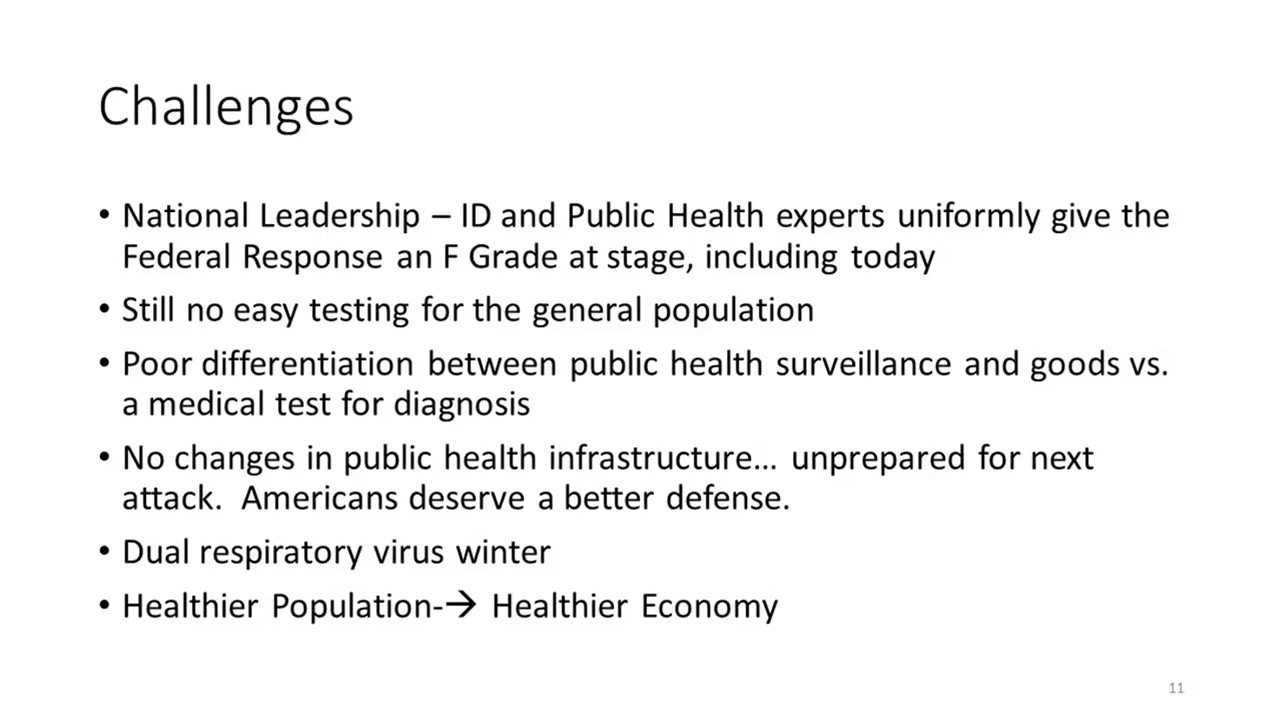 Challenges
• National Leadership – ID and Public Health experts uniformly give the
Federal Response an F Grade at stage, including today
• Still no easy testing for the general population
• Poor differentiation between public health surveillance and goods vs.
a medical test for diagnosis
• No changes in public health infrastructure... unprepared for next
attack.  Americans deserve a better defense.
• Dual respiratory virus winter
• Healthier Population-→ Healthier Economy
11